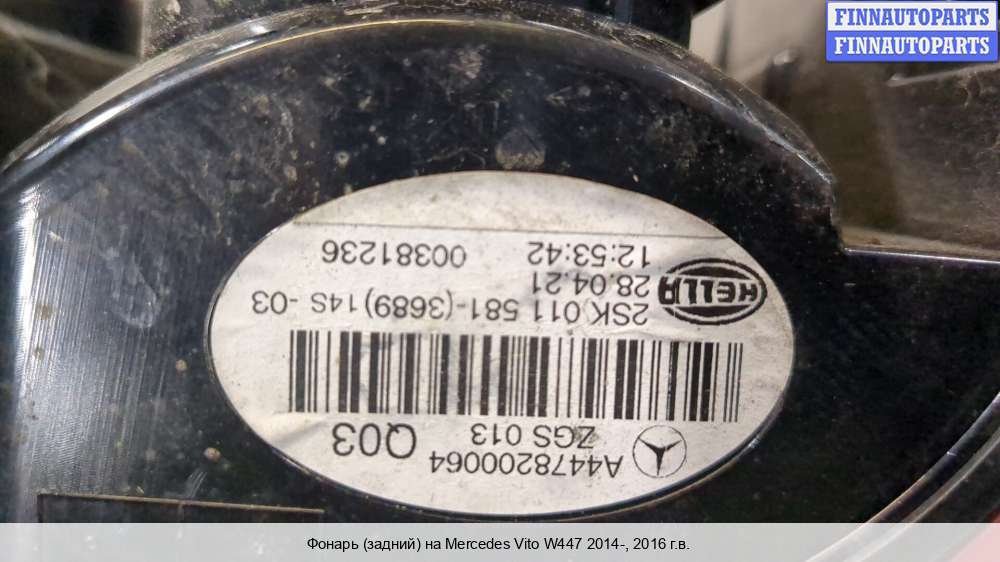 FINNAUTOPARTS
FINNAUTOPARTS
A4478200064
ZGS 013
Q03
2SK 011 581-(3689)14S -03
HELLA
28.04.21
12:53:42
00381236
Фонарь (задний) на Mercedes Vito W447 2014-, 2016 г.в.